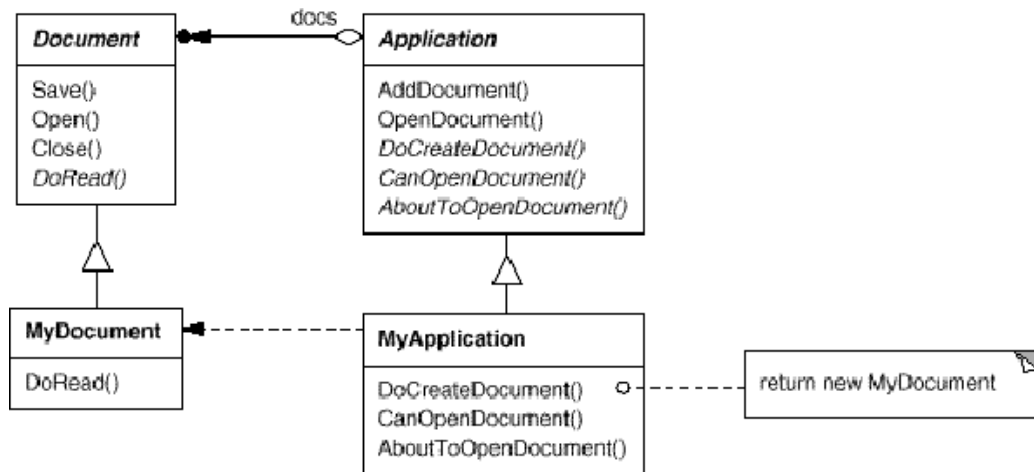 docs
Document
Save()
Open()
Close()
DoRead()
Application
AddDocument()
OpenDocument()
DoCreateDocument()
CanOpenDocument()
AboutToOpenDocument()
MyDocument
DoRead()
MyApplication
DoCreateDocument()
CanOpenDocument()
AboutToOpenDocument()
return new MyDocument